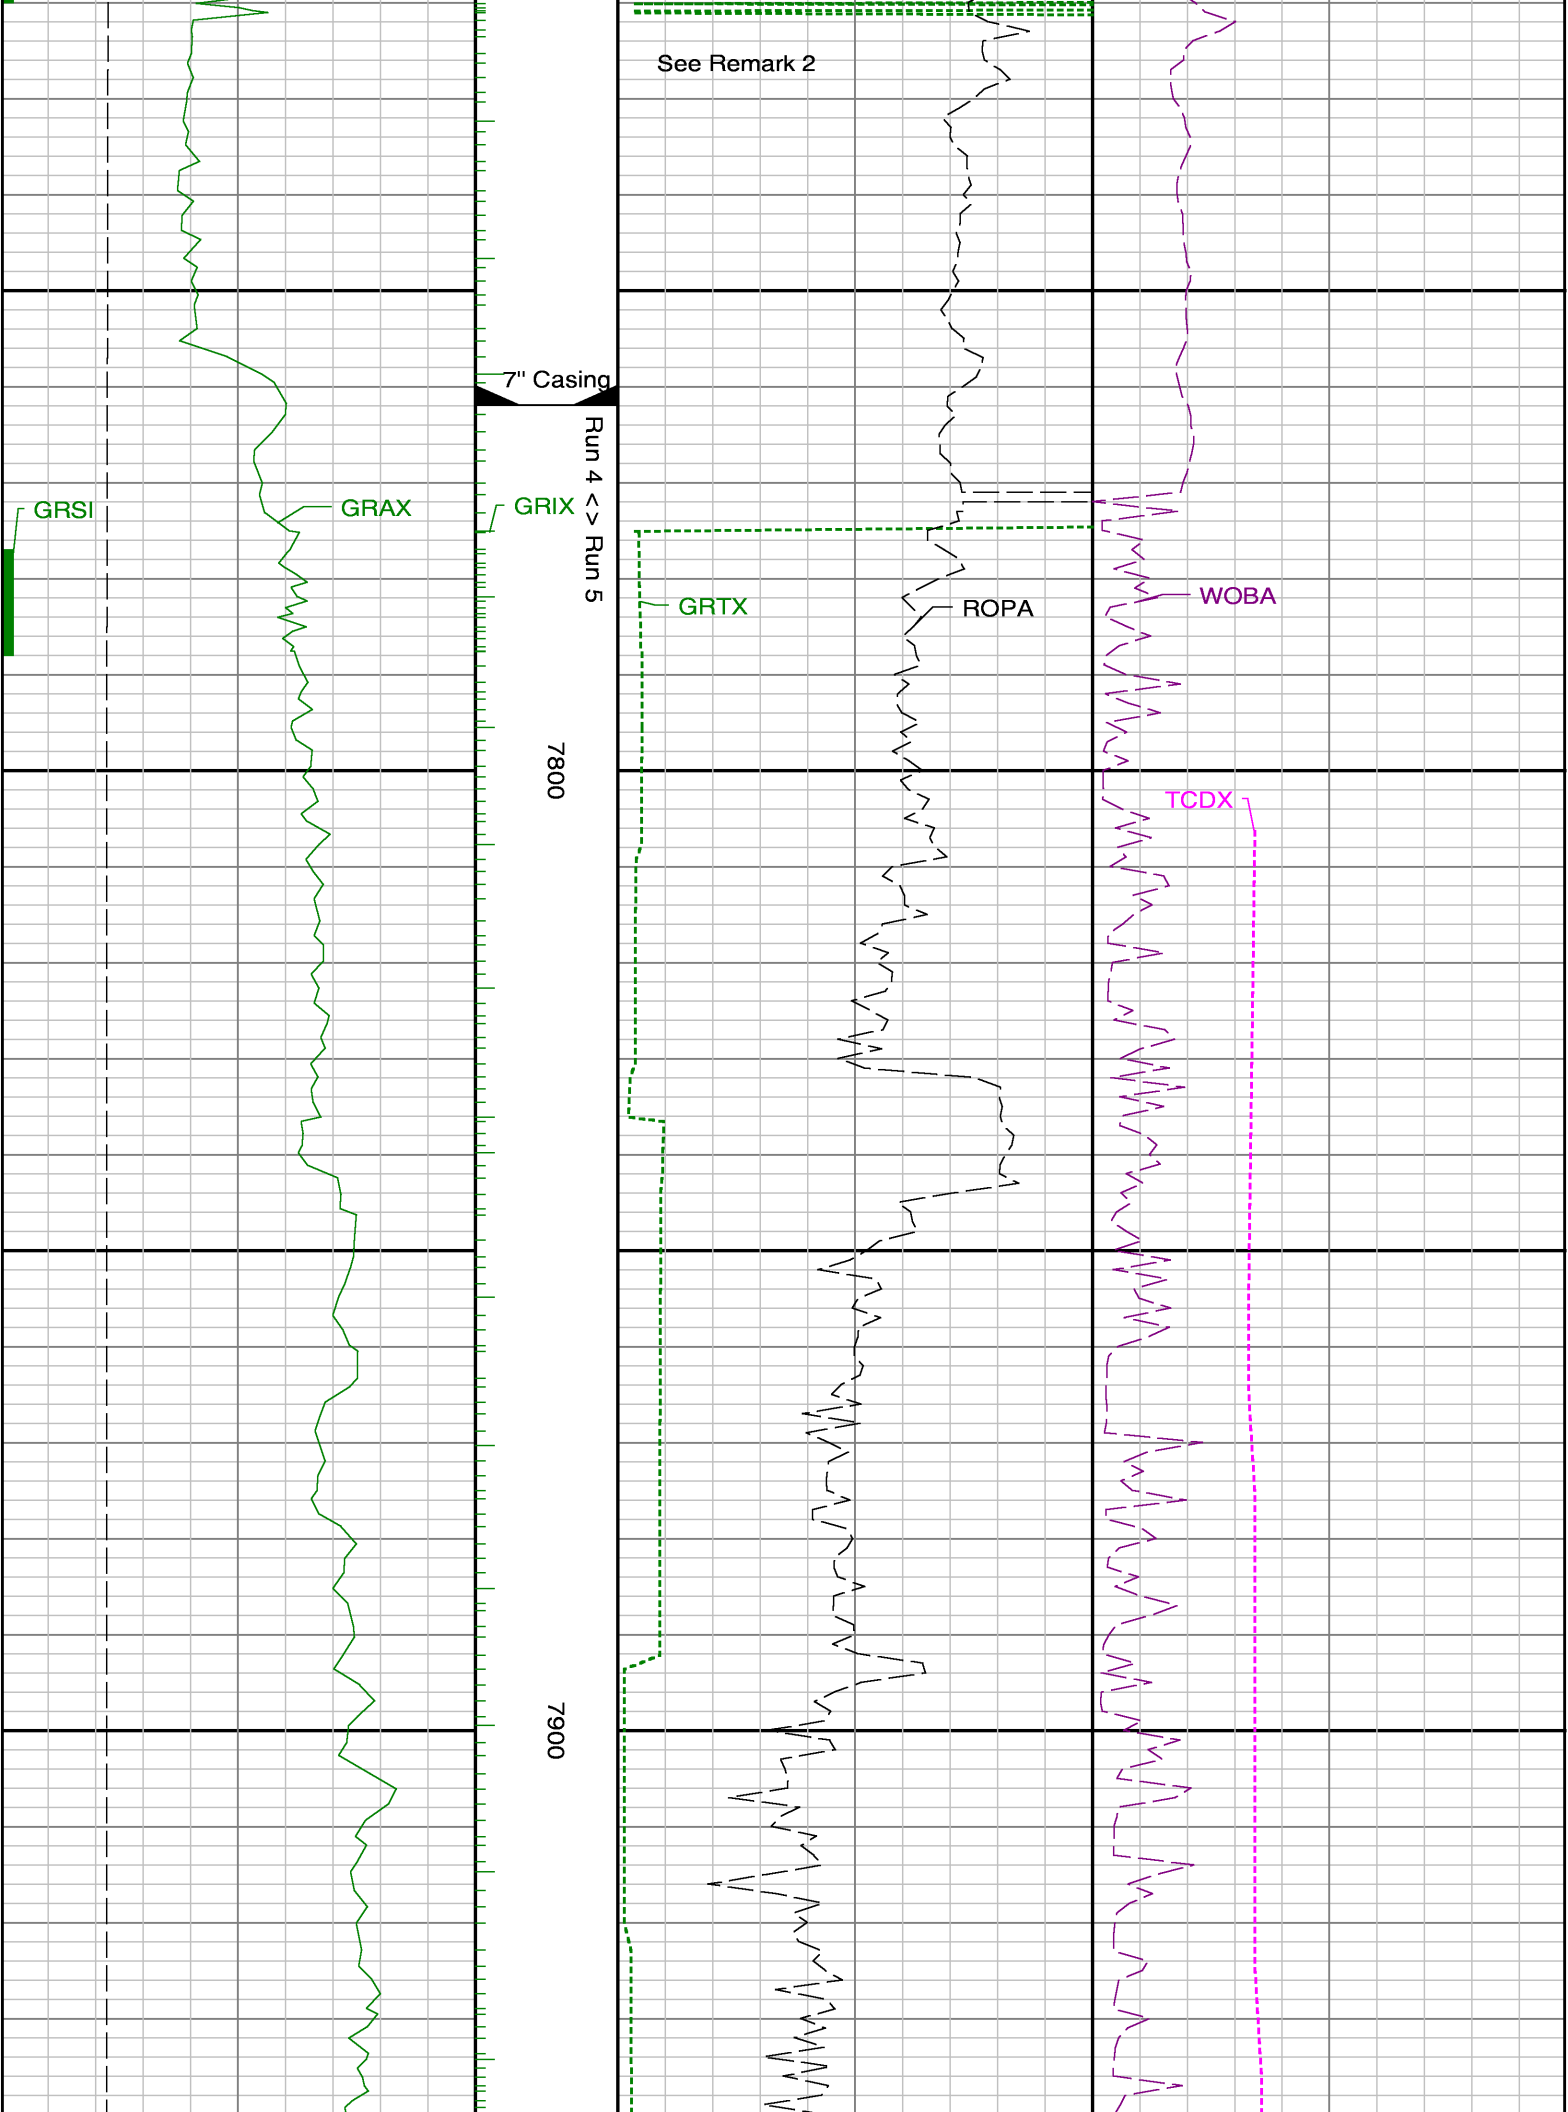 See Remark 2
7" Casing
Run 4 <> Run 5
GRSI
GRAX
GRIX
GRTX
ROPA
WOBA
7800
TCDX
7900